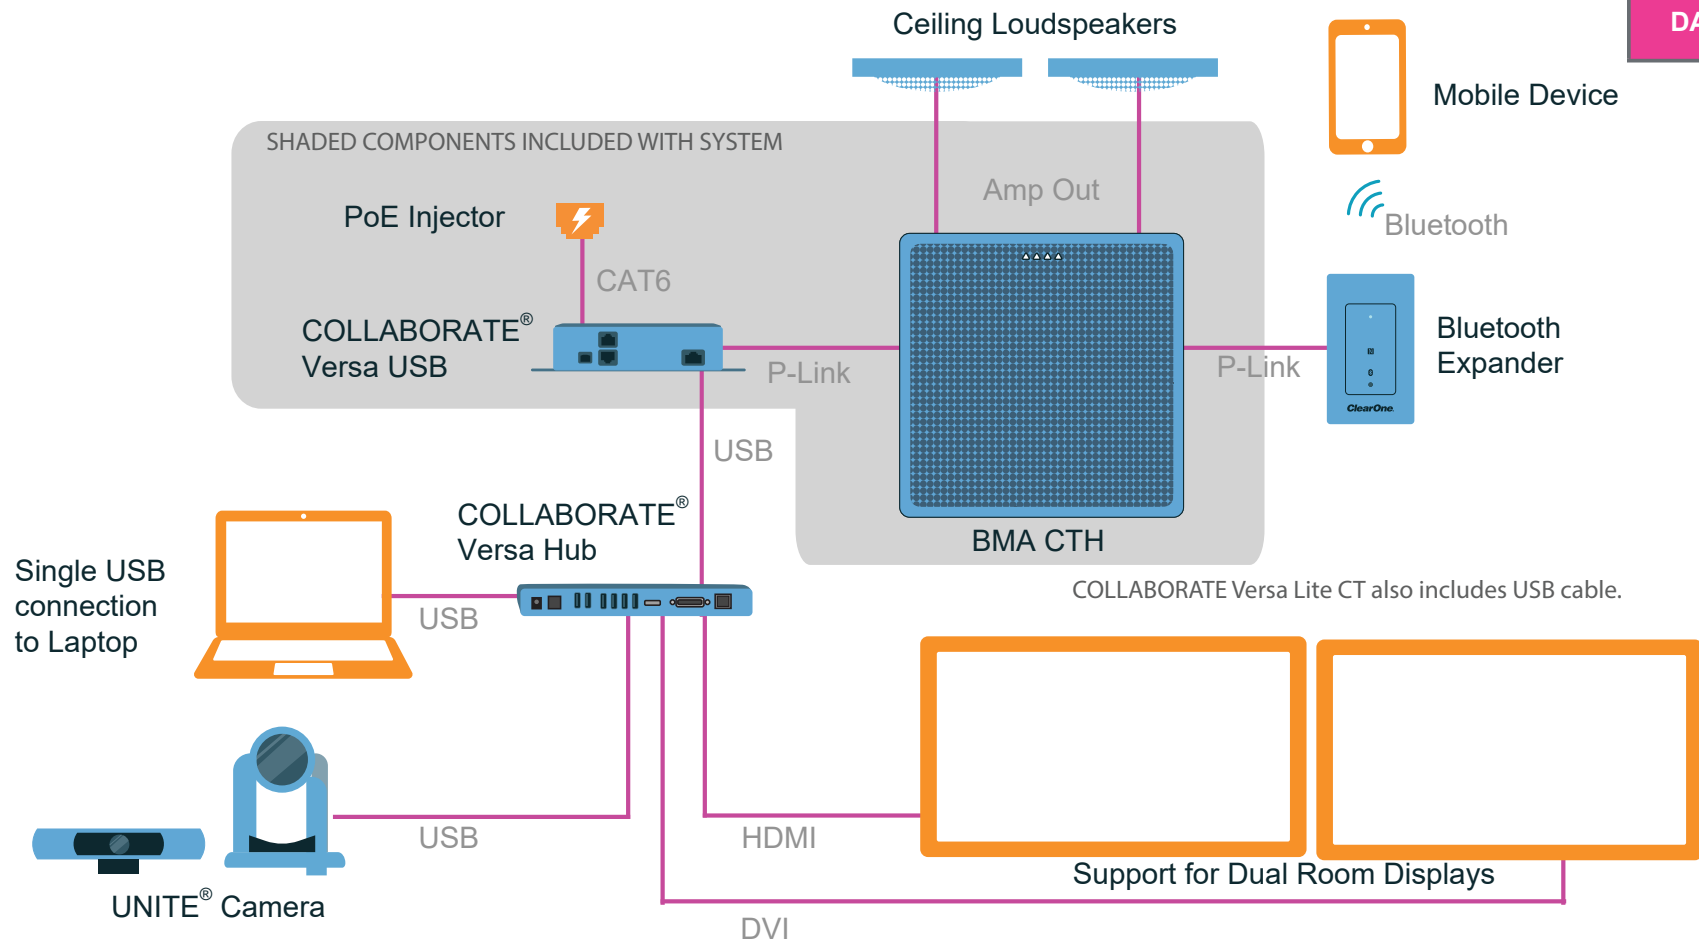 Ceiling Loudspeakers
DA
Mobile Device
SHADED COMPONENTS INCLUDED WITH SYSTEM
Amp Out
PoE Injector
Bluetooth
CAT6
COLLABORATE®
Versa USB
P-Link
P-Link
Bluetooth
Expander
ClearOne.
USB
COLLABORATE®
Versa Hub
BMA CTH
Single USB
connection
to Laptop
USB
COLLABORATE Versa Lite CT also includes USB cable.
USB
HDMI
Support for Dual Room Displays
UNITE® Camera
DVI